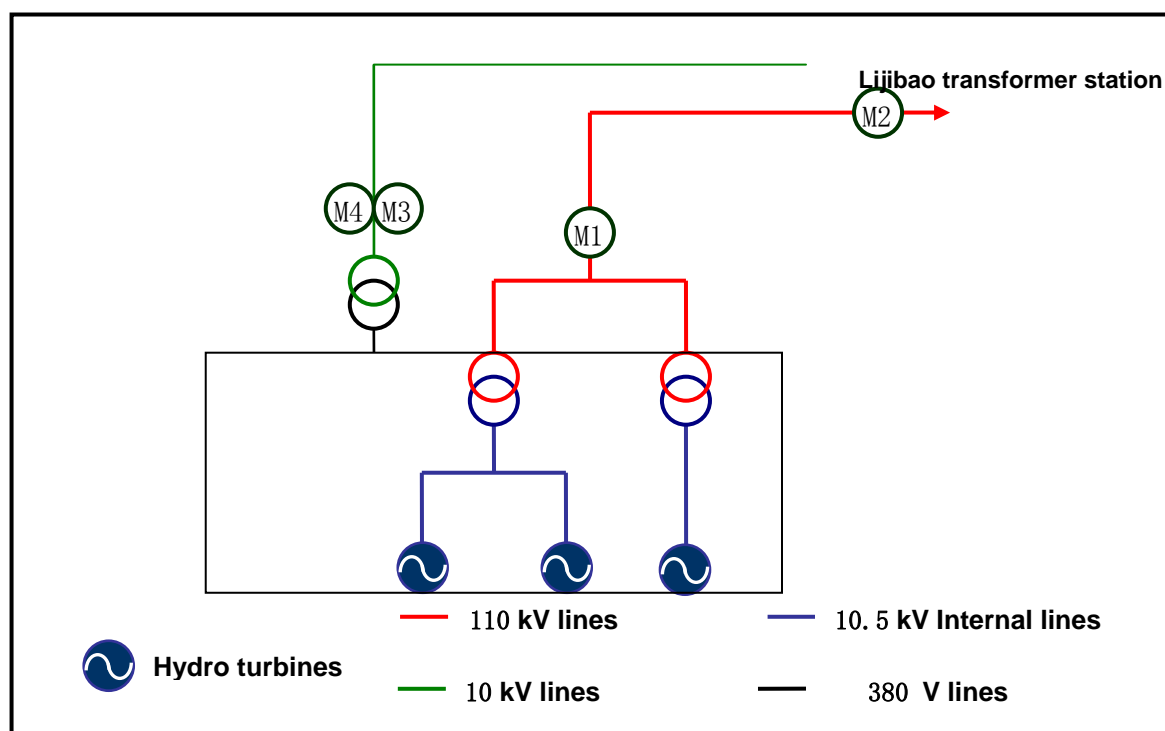 Lijibao transformer station
M2
M4
M3
M1
110 kV lines
10.5 kV Internal lines
Hydro turbines
10 kV lines
380 V lines